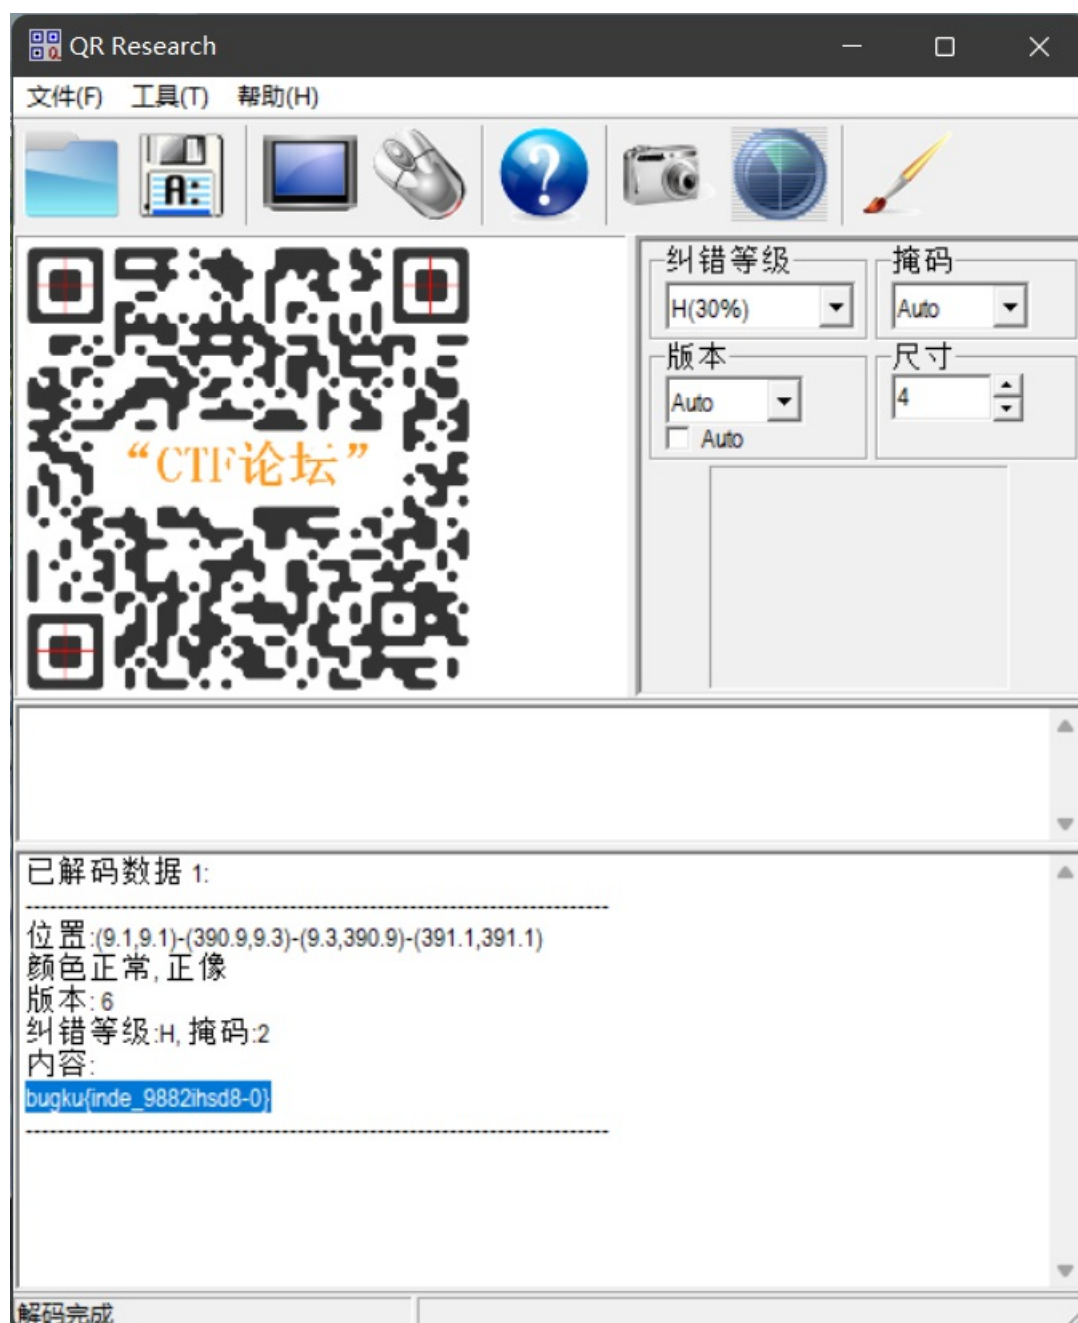 QR Research
文件(F) 工具(T) 帮助(H)
A:
纠错等级
掩码
H(30%)
Auto
版本
尺寸
Auto
4
Auto
“CTF论坛”
已解码数据 1:
--------------------------------------------------------------------------------
位置:(9.1,9.1)-(390.9,9.3)-(9.3,390.9)-(391.1,391.1)
颜色正常, 正像
版本: 6
纠错等级:H, 掩码:2
内容:
bugku{inde_9882ihsd8-0}
--------------------------------------------------------------------------------
解码完成